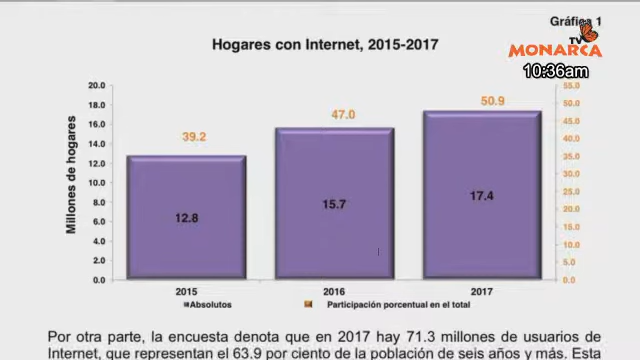 Gráfica 1
TV
MONARCA
10:36am
Hogares con Internet, 2015-2017
Millones de hogares
20.0
18.0
16.0
14.0
12.0
10.0
8.0
6.0
4.0
2.0
0.0
39.2
47.0
50.9
12.8
15.7
17.4
55.0
50.0
45.0
40.0
35.0
30.0
25.0
20.0
15.0
10.0
5.0
0.0
2015 2016 2017
Absolutos Participación porcentual en el total
Por otra parte, la encuesta denota que en 2017 hay 71.3 millones de usuarios de
Internet, que representan el 63.9 por ciento de la población de seis años y más. Esta